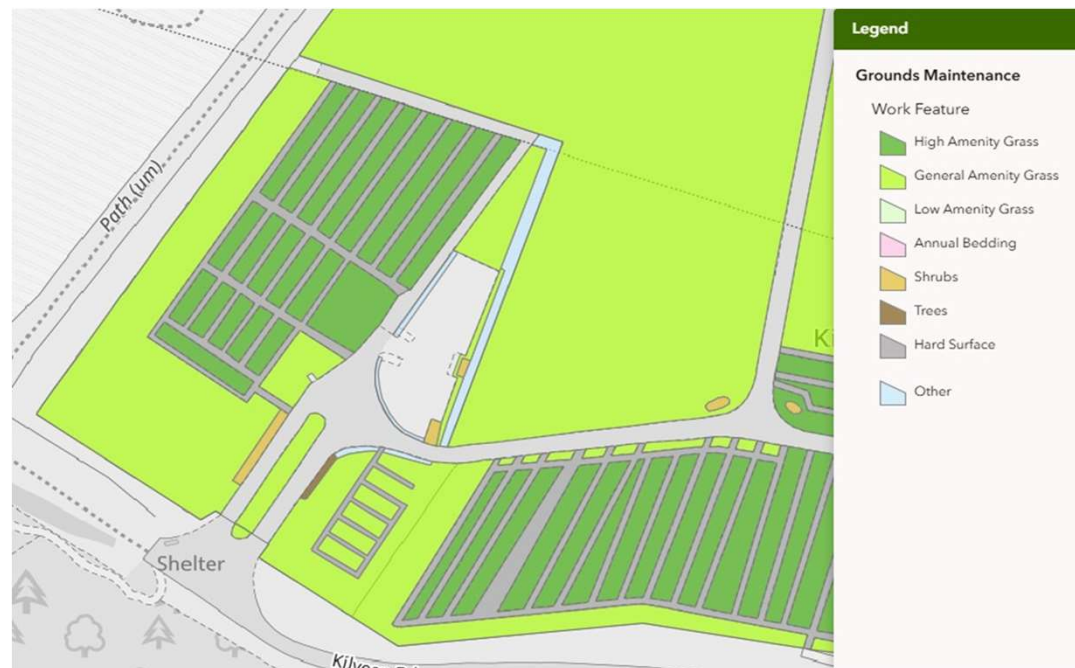 Path (um)
Shelter
Legend
Grounds Maintenance
Work Feature
High Amenity Grass
General Amenity Grass
Low Amenity Grass
Annual Bedding
Shrubs
Trees
Hard Surface
Other